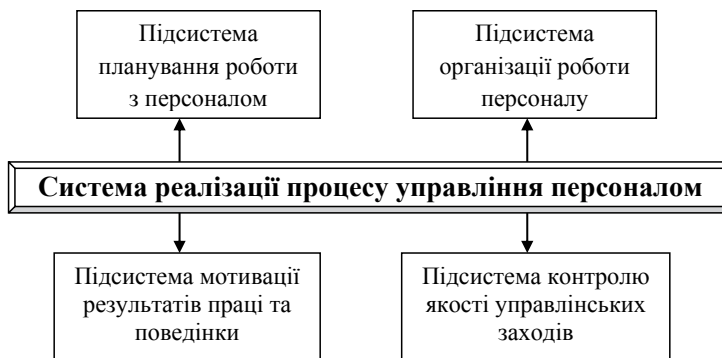 Підсистема
планування роботи
з персоналом
Підсистема
організації роботи
персоналу
Система реалізації процесу управління персоналом
Підсистема мотивації
результатів праці та
поведінки
Підсистема контролю
якості управлінських
заходів